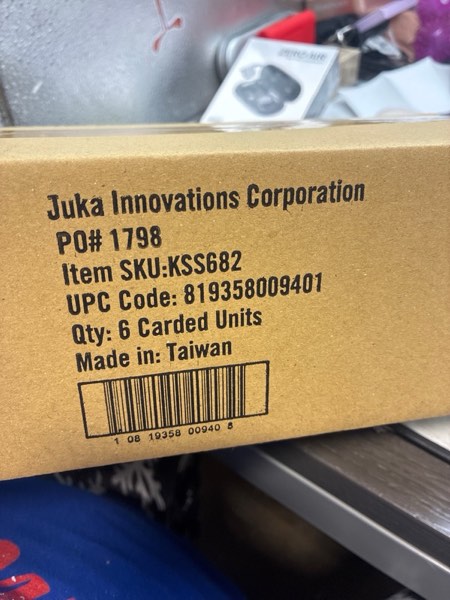 Juka Innovations Corporation
PO# 1798
Item SKU:KSS682
UPC Code: 819358009401
Qty: 6 Carded Units
Made in: Taiwan
1 08 19358 00940 8